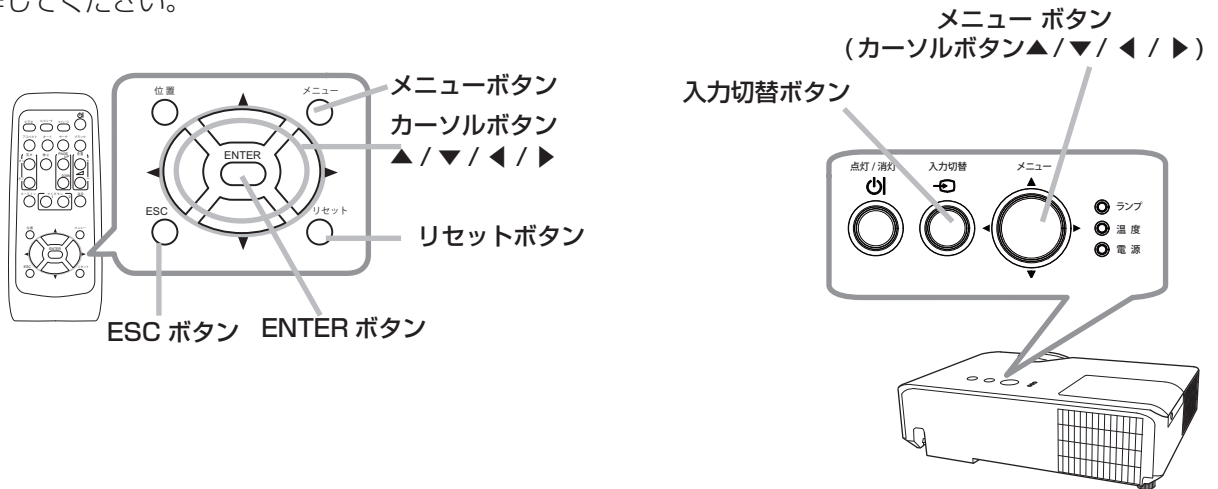 してください。
位 置
メニュー
ENTER
ESC
リセット
メニューボタン
カーソルボタン
▲ / ▼ / ◀ / ▶
リセットボタン
ESC ボタン
ENTER ボタン
メニュー ボタン
( カーソルボタン▲ / ▼ / ◀ / ▶ )
入力切替ボタン
点灯 / 消灯
入力切替
メニュー
ランプ
温 度
電 源